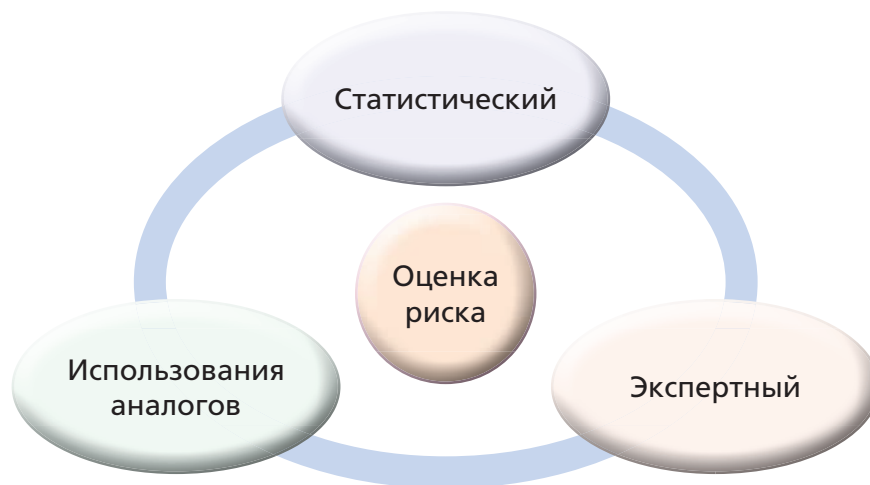 Статистический
Оценка
риска
Использования
аналогов
Экспертный